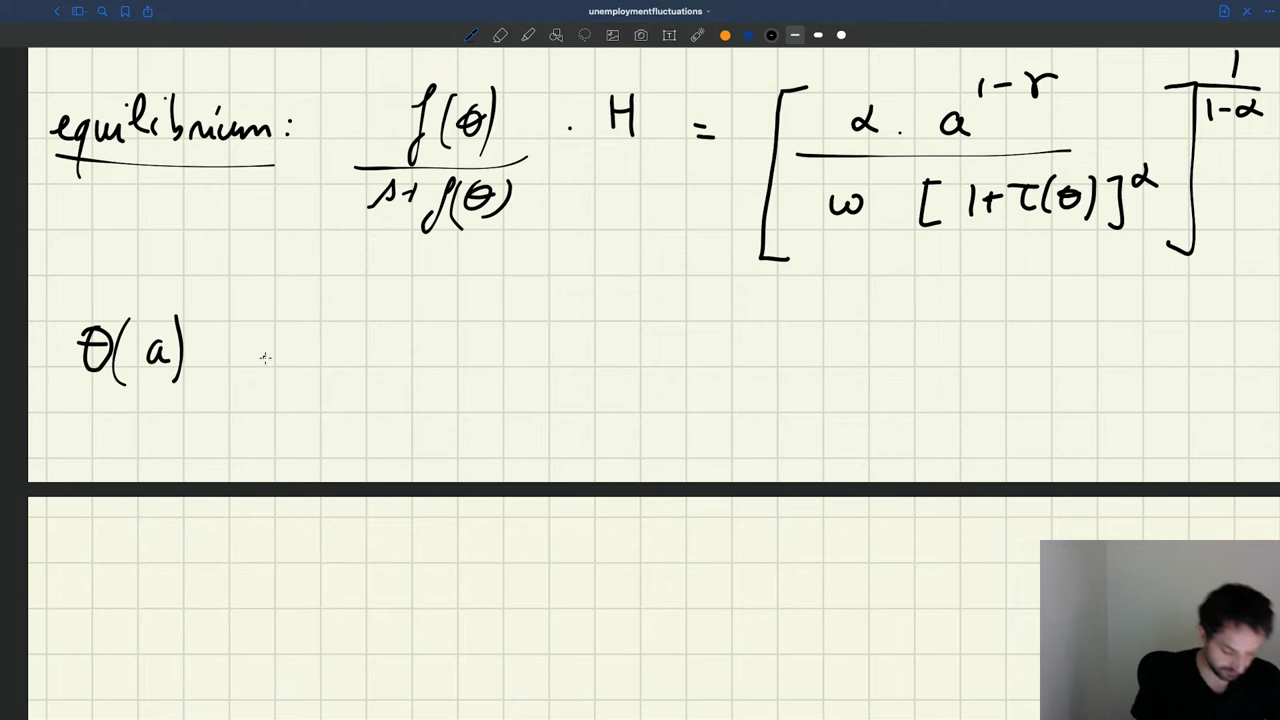 unemploymentfluctuations
equilibrium: f(θ) / s+f(θ) · H = [ α · a^{1-γ} / ω [1+τ(θ)]^α ]^{1/1-α}
θ(a)